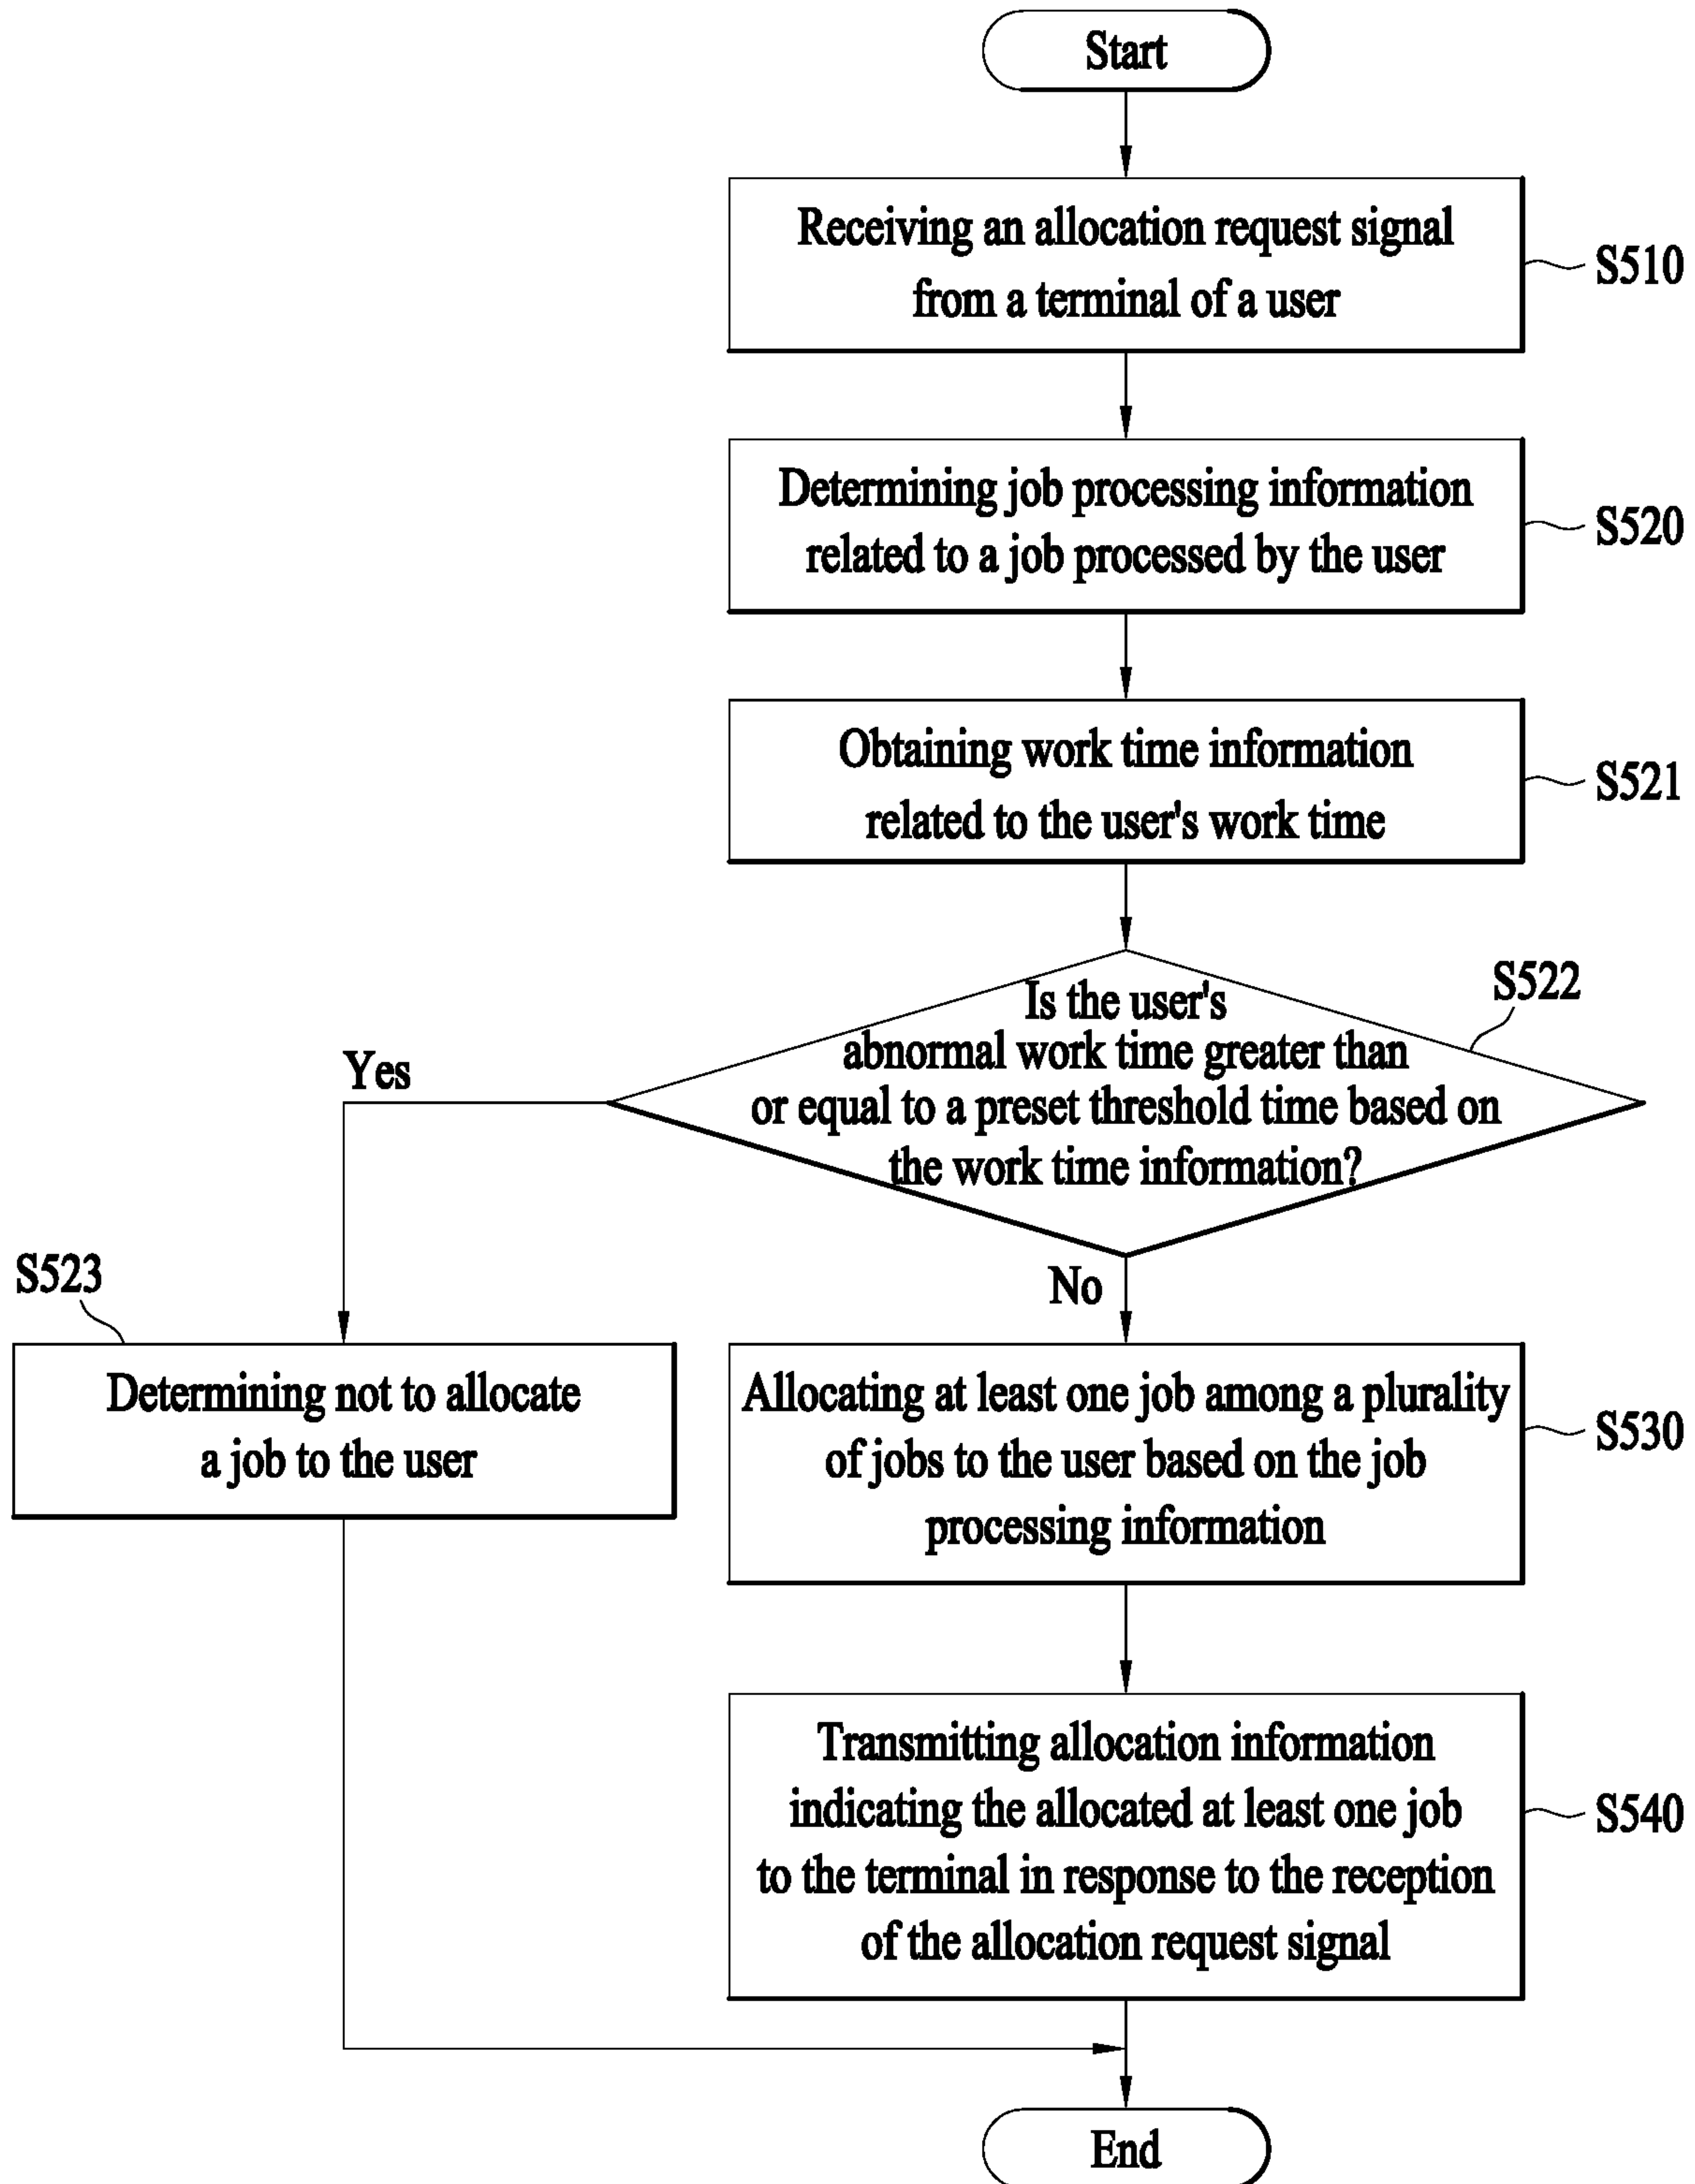 Start
Receiving an allocation request signal
from a terminal of a user
S510
Determining job processing information
related to a job processed by the user
S520
Obtaining work time information
related to the user's work time
S521
Is the user's
abnormal work time greater than
or equal to a preset threshold time based on
the work time information?
S522
Yes
No
S523
Determining not to allocate
a job to the user
Allocating at least one job among a plurality
of jobs to the user based on the job
processing information
S530
Transmitting allocation information
indicating the allocated at least one job
to the terminal in response to the reception
of the allocation request signal
S540
End